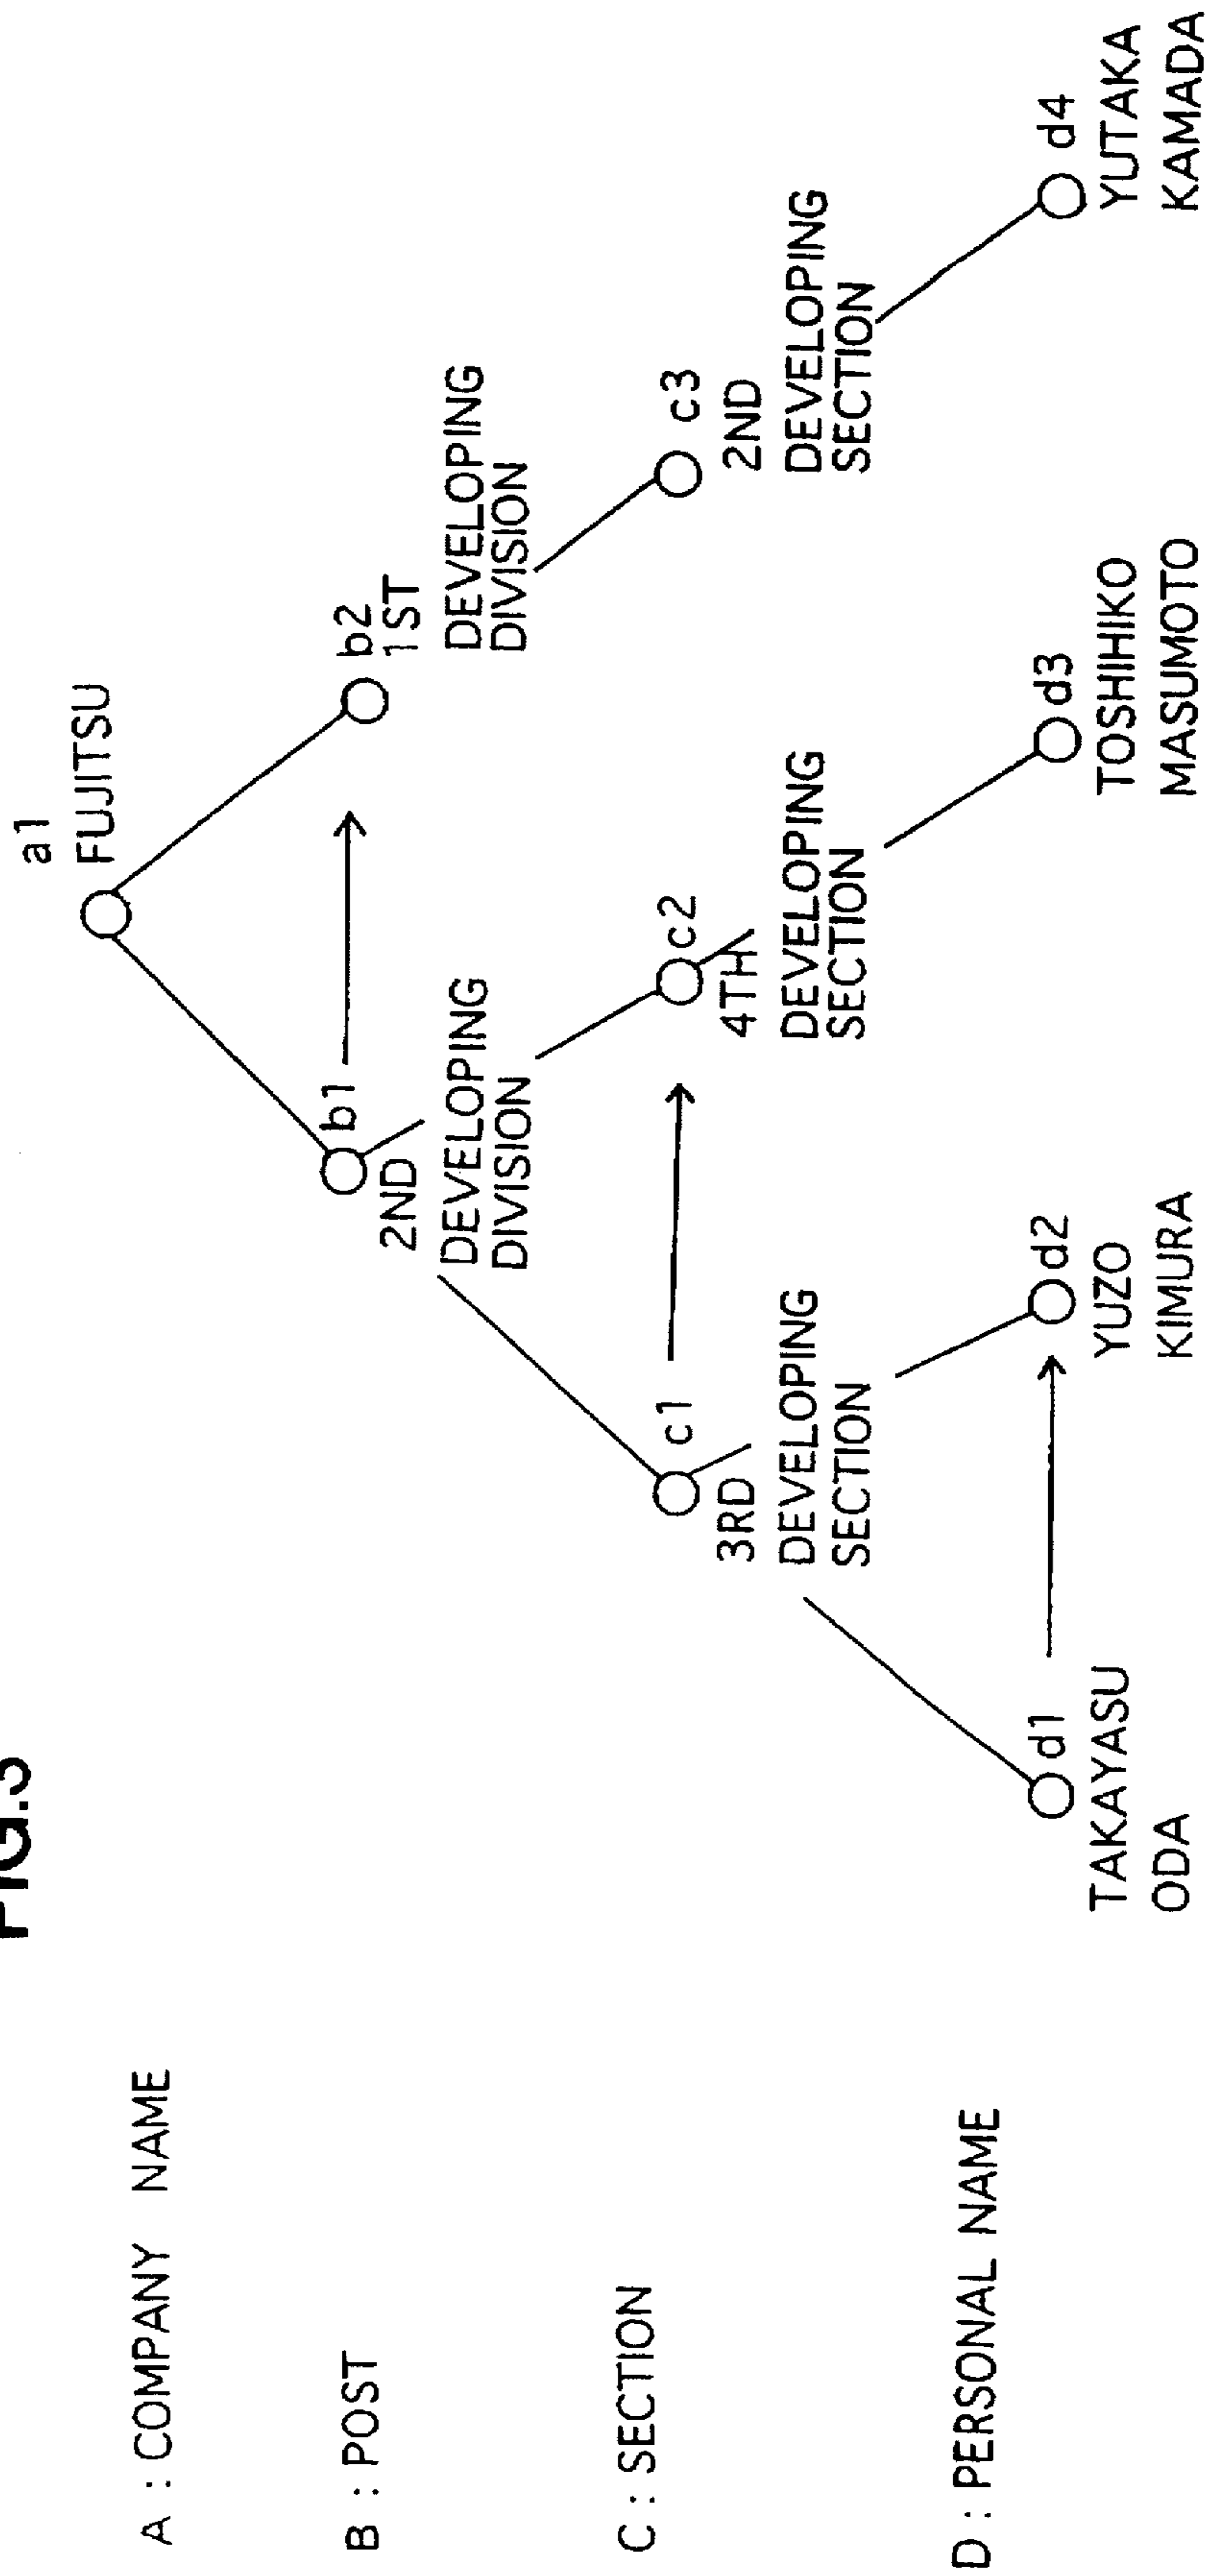 FIG.3
A : COMPANY NAME
a1
FUJITSU
B : POST
b1
2ND
DEVELOPING
DIVISION
b2
1ST
DEVELOPING
DIVISION
C : SECTION
c1
3RD
DEVELOPING
SECTION
c2
4TH
DEVELOPING
SECTION
c3
2ND
DEVELOPING
SECTION
D : PERSONAL NAME
d1
TAKAYASU
ODA
d2
YUZO
KIMURA
d3
TOSHIHIKO
MASUMOTO
d4
YUTAKA
KAMADA